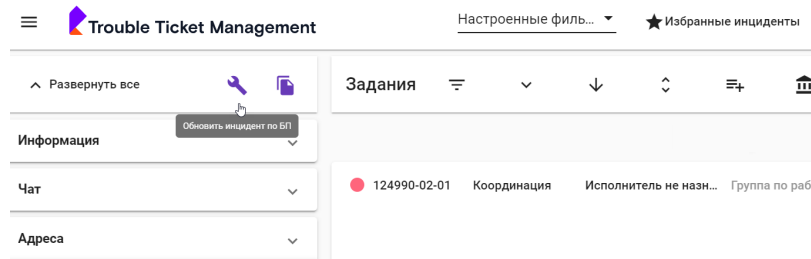 Trouble Ticket Management
Настроенные филь...
Избранные инциденты
Развернуть все
Обновить инцидент по БП
Информация
Чат
Адреса
Задания
124990-02-01 Координация Исполнитель не назн... Группа по раб